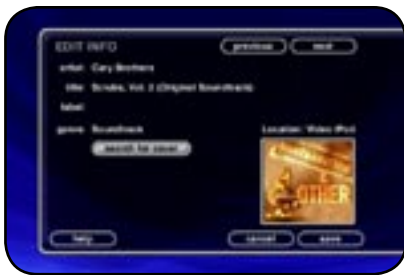 EDIT INFO
previous
next
artist: Cary Brothers
title: Scrubs, Vol. 2 (Original Soundtrack)
label:
genre: Soundtrack
search for cover
Location: Video iPod
OTHER
help
cancel
save